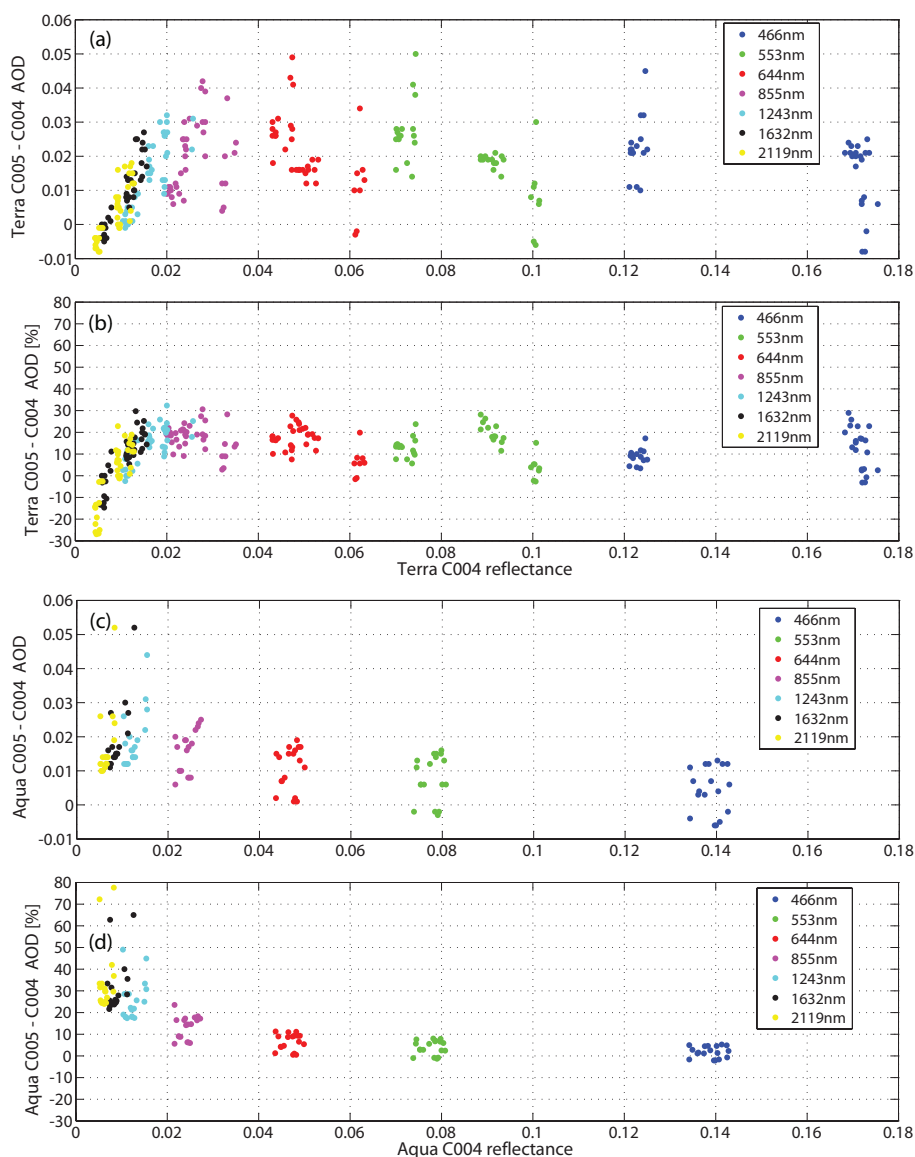 0.06
0.05
0.04
0.03
0.02
0.01
0
-0.01
Terra C005 - C004 AOD
(a)
466nm
553nm
644nm
855nm
1243nm
1632nm
2119nm
0 0.02 0.04 0.06 0.08 0.1 0.12 0.14 0.16 0.18
80
70
60
50
40
30
20
10
0
-10
-20
-30
Terra C005 - C004 AOD [%]
(b)
466nm
553nm
644nm
855nm
1243nm
1632nm
2119nm
0 0.02 0.04 0.06 0.08 0.1 0.12 0.14 0.16 0.18
Terra C004 reflectance
0.06
0.05
0.04
0.03
0.02
0.01
0
-0.01
Aqua C005 - C004 AOD
(c)
466nm
553nm
644nm
855nm
1243nm
1632nm
2119nm
0 0.02 0.04 0.06 0.08 0.1 0.12 0.14 0.16 0.18
80
70
60
50
40
30
20
10
0
-10
-20
-30
Aqua C005 - C004 AOD [%]
(d)
466nm
553nm
644nm
855nm
1243nm
1632nm
2119nm
0 0.02 0.04 0.06 0.08 0.1 0.12 0.14 0.16 0.18
Aqua C004 reflectance